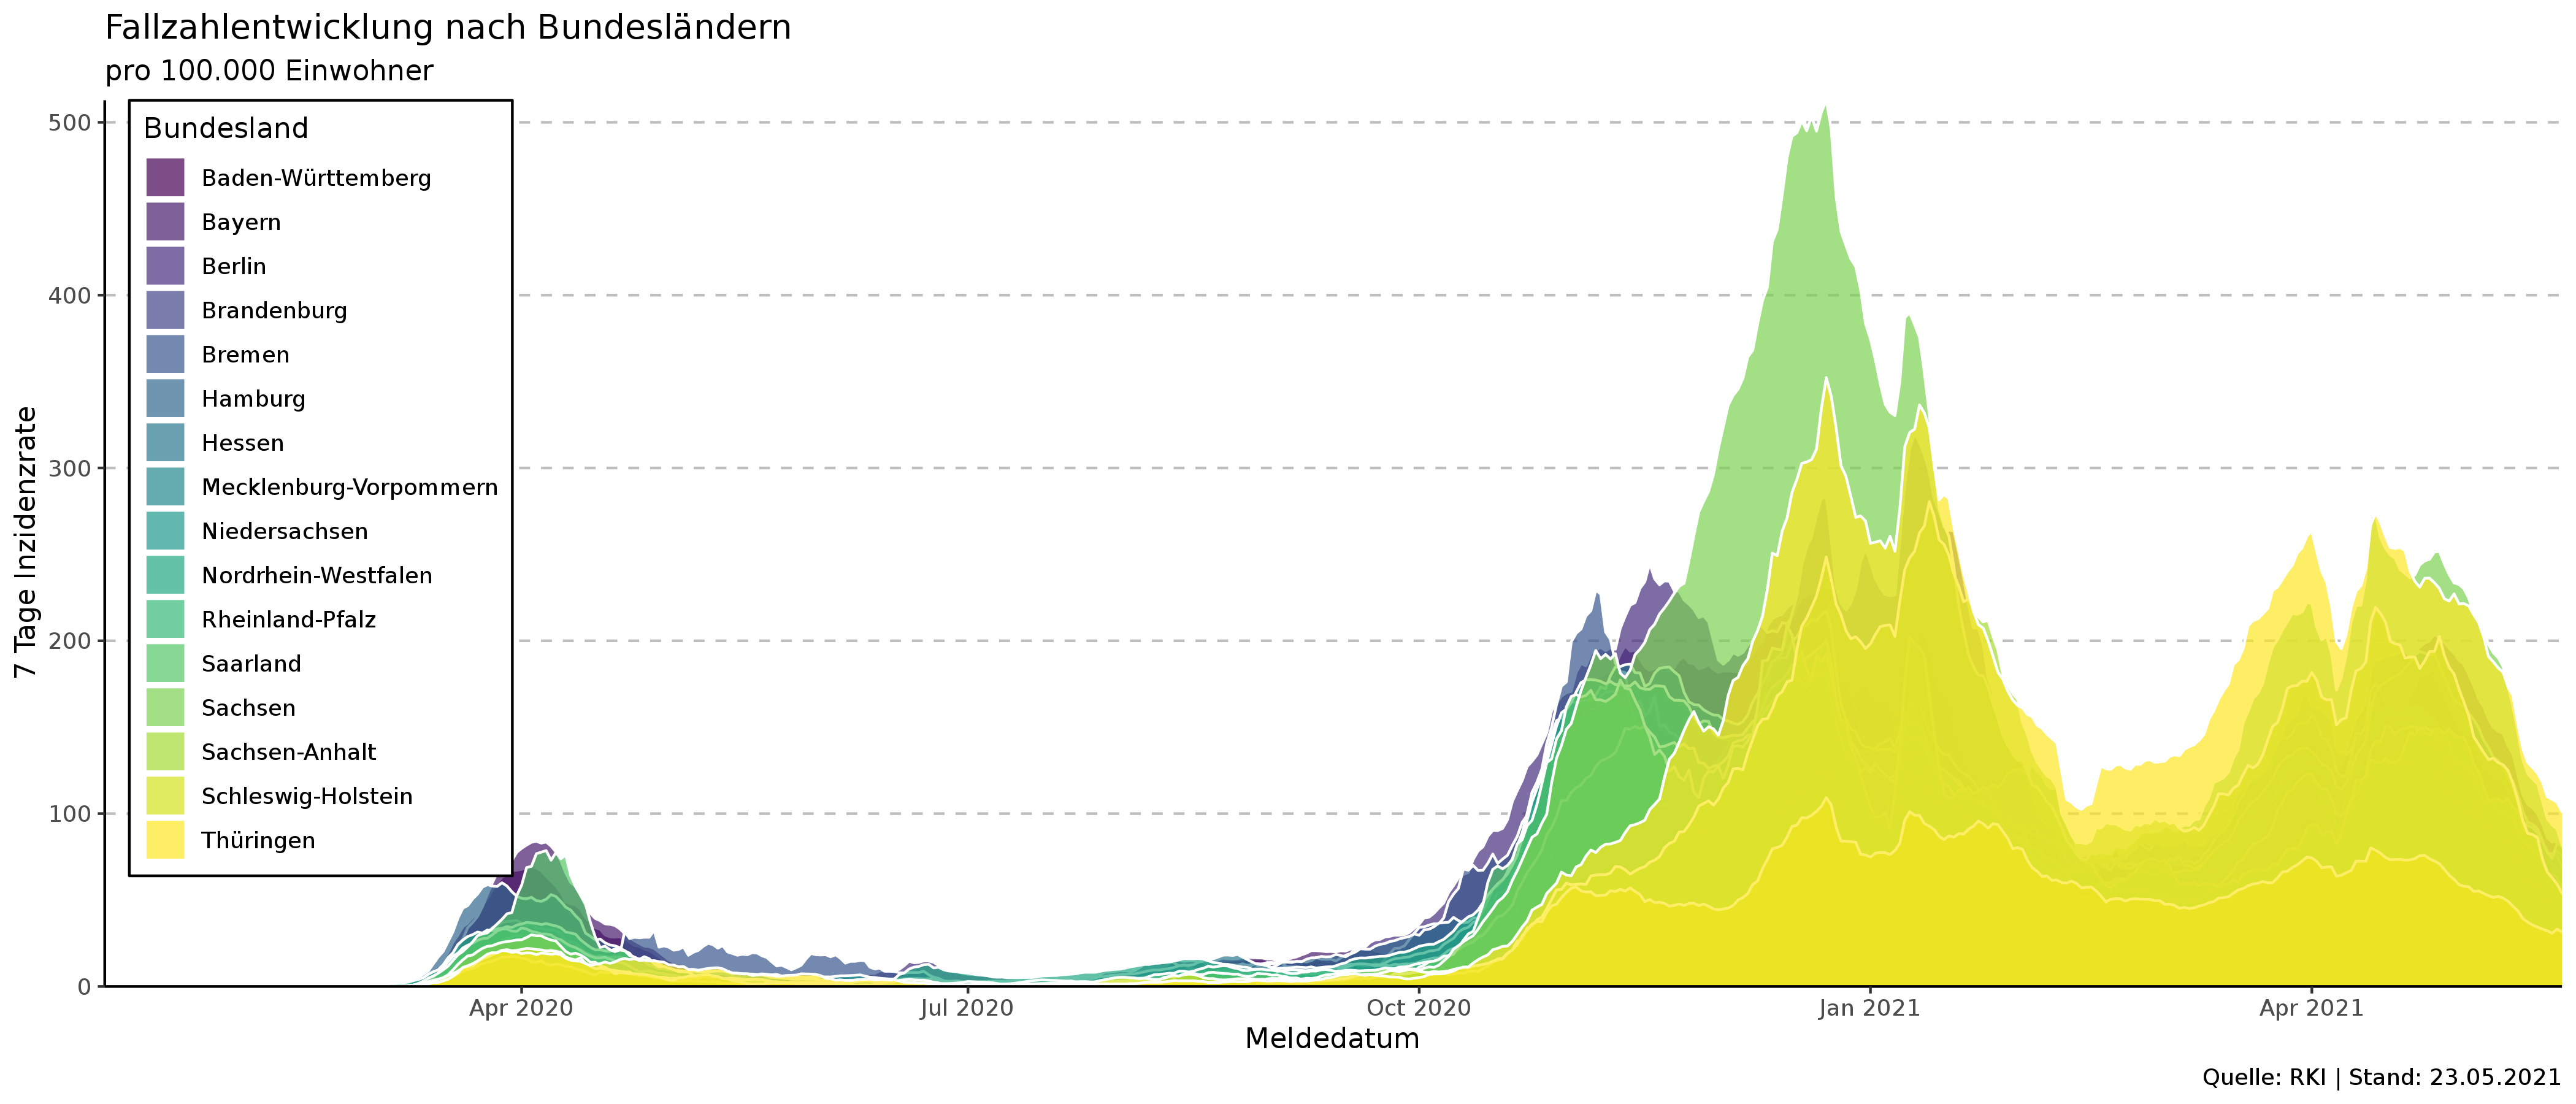 Fallzahlentwicklung nach Bundesländern
pro 100.000 Einwohner
7 Tage Inzidenzrate
500
400
300
200
100
0
Bundesland
Baden-Württemberg
Bayern
Berlin
Brandenburg
Bremen
Hamburg
Hessen
Mecklenburg-Vorpommern
Niedersachsen
Nordrhein-Westfalen
Rheinland-Pfalz
Saarland
Sachsen
Sachsen-Anhalt
Schleswig-Holstein
Thüringen
Apr 2020
Jul 2020
Oct 2020
Jan 2021
Apr 2021
Meldedatum
Quelle: RKI | Stand: 23.05.2021